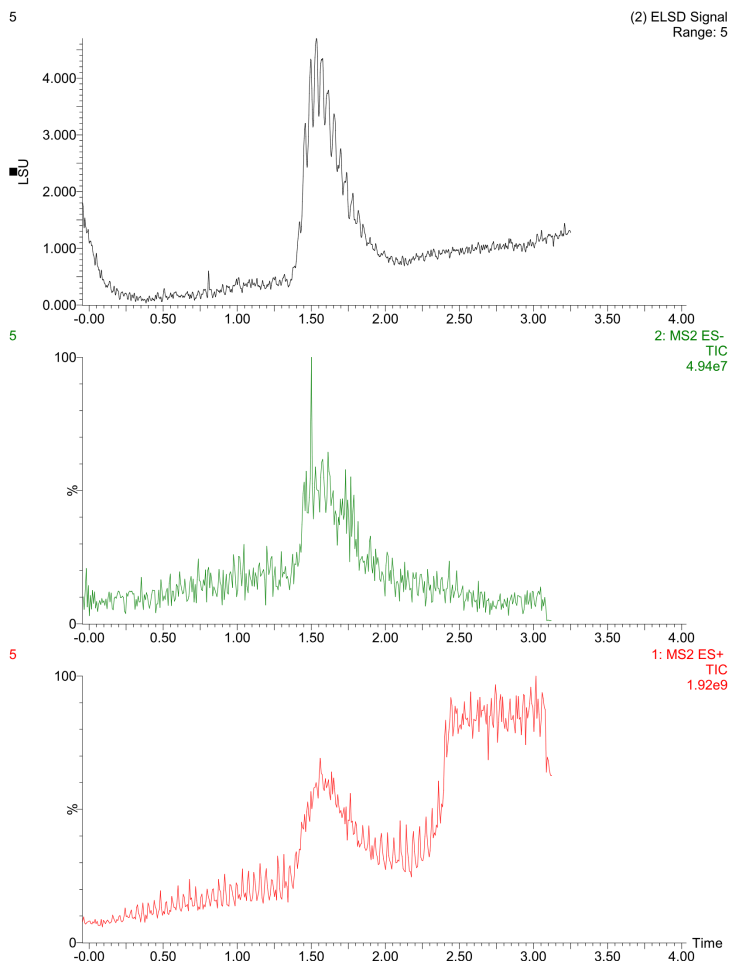 5
(2) ELSD Signal
Range: 5
4.000
3.000
LSU
2.000
1.000
0.000
-0.00 0.50 1.00 1.50 2.00 2.50 3.00 3.50 4.00
5
2: MS2 ES-
TIC
4.94e7
100
%
0
-0.00 0.50 1.00 1.50 2.00 2.50 3.00 3.50 4.00
5
1: MS2 ES+
TIC
1.92e9
100
%
0
-0.00 0.50 1.00 1.50 2.00 2.50 3.00 3.50 4.00 Time